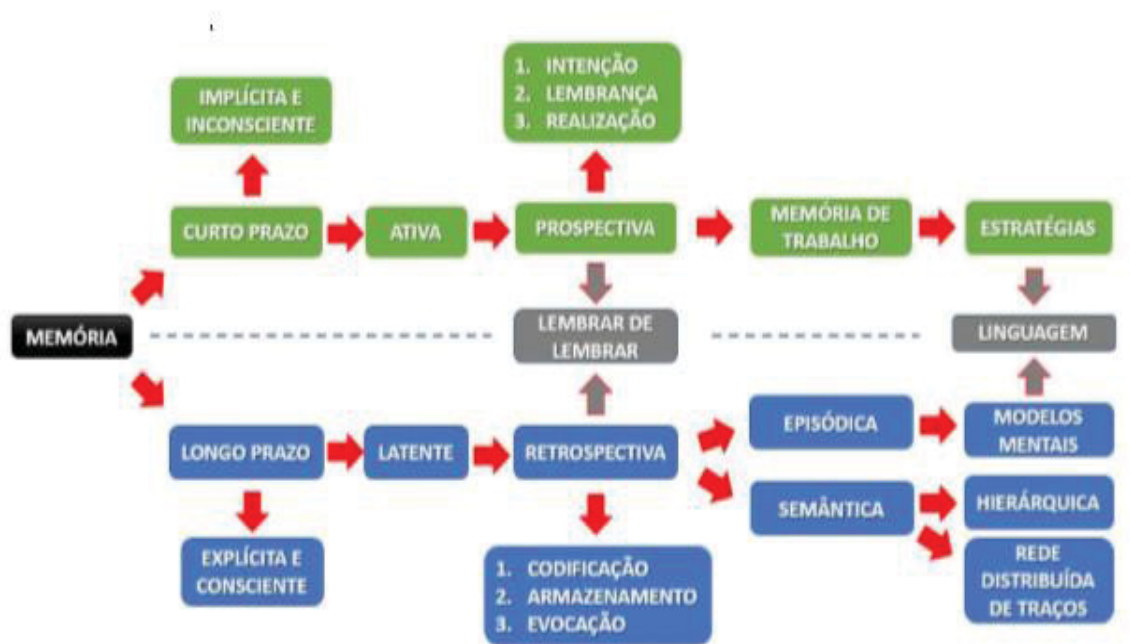 IMPLÍCITA E
INCONSCIENTE
1. INTENÇÃO
2. LEMBRANÇA
3. REALIZAÇÃO
CURTO PRAZO
ATIVA
PROSPECTIVA
MEMÓRIA DE
TRABALHO
ESTRATÉGIAS
MEMÓRIA
LEMBRAR DE
LEMBRAR
LINGUAGEM
LONGO PRAZO
LATENTE
RETROSPECTIVA
EPISÓDICA
MODELOS
MENTAIS
SEMÂNTICA
HIERÁRQUICA
EXPLÍCITA E
CONSCIENTE
1. CODIFICAÇÃO
2. ARMAZENAMENTO
3. EVOCAÇÃO
REDE
DISTRIBUÍDA
DE TRAÇOS